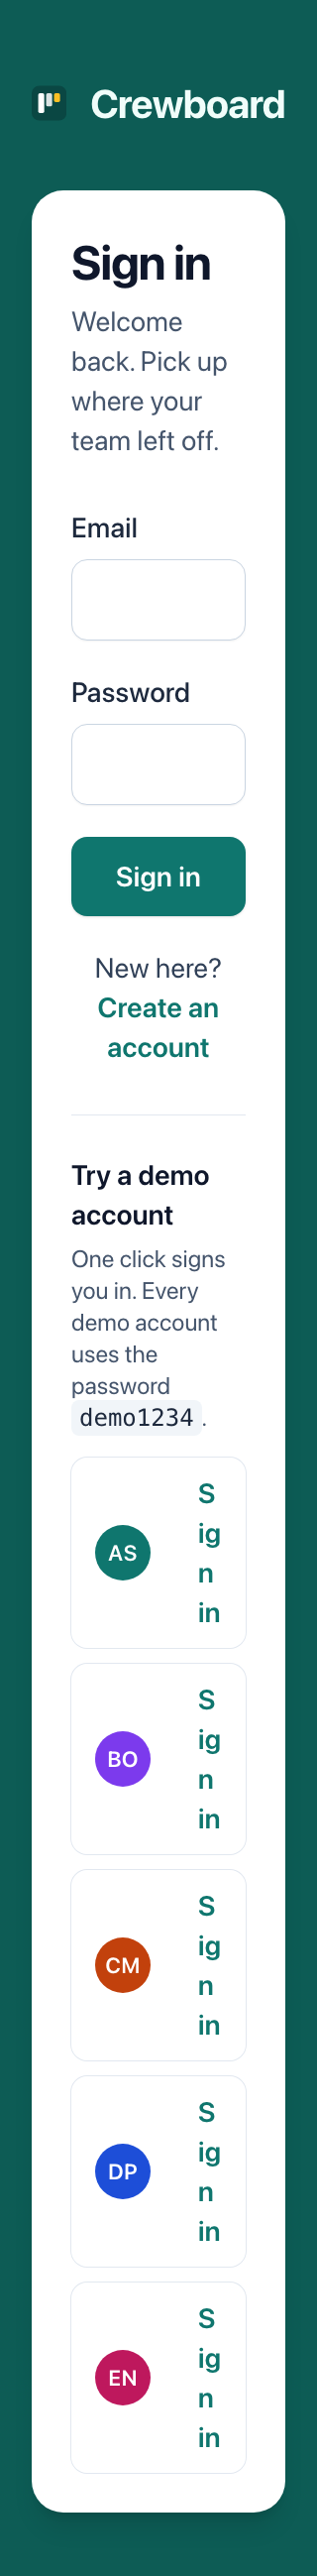 Crewboard
Sign in
Welcome
back. Pick up
where your
team left off.
Email
Password
Sign in
New here?
Create an
account
Try a demo
account
One click signs
you in. Every
demo account
uses the
password
demo1234.
AS
S
ig
n
in
BO
S
ig
n
in
CM
S
ig
n
in
DP
S
ig
n
in
EN
S
ig
n
in